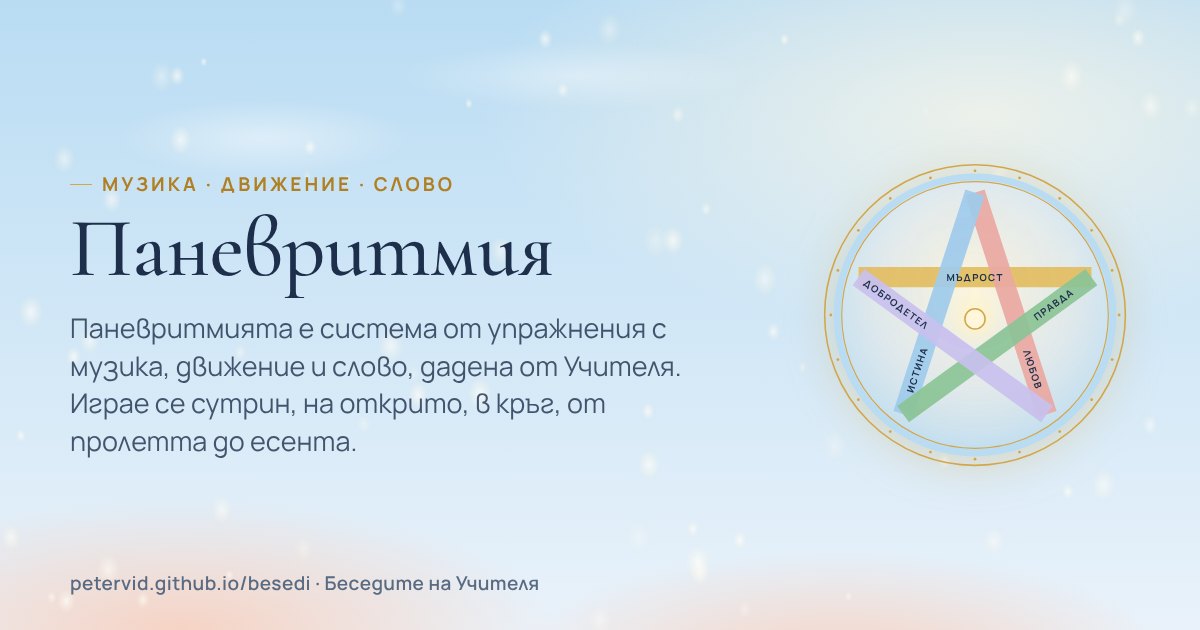 — МУЗИКА · ДВИЖЕНИЕ · СЛОВО
Паневритмия
Паневритмията е система от упражнения с
музика, движение и слово, дадена от Учителя.
Играе се сутрин, на открито, в кръг, от
пролетта до есента.
МЪДРОСТ
ДОБРОДЕТЕЛ
ПРАВДА
ИСТИНА
ЛЮБОВ
petervid.github.io/besedi · Беседите на Учителя